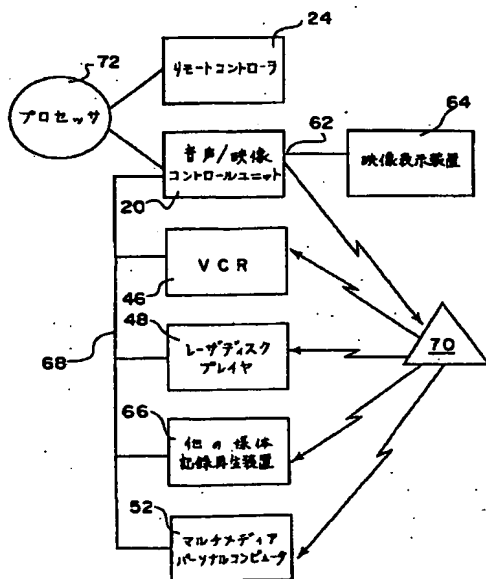 72
24
リモートコントローラ
プロセッサ
62
64
音声/映像
コントロールユニット
映像表示装置
20
VCR
46
48
レーザディスク
プレイヤ
70
68
66
他の媒体
記録再生装置
52
マルチメディア
パーソナルコンピュータ